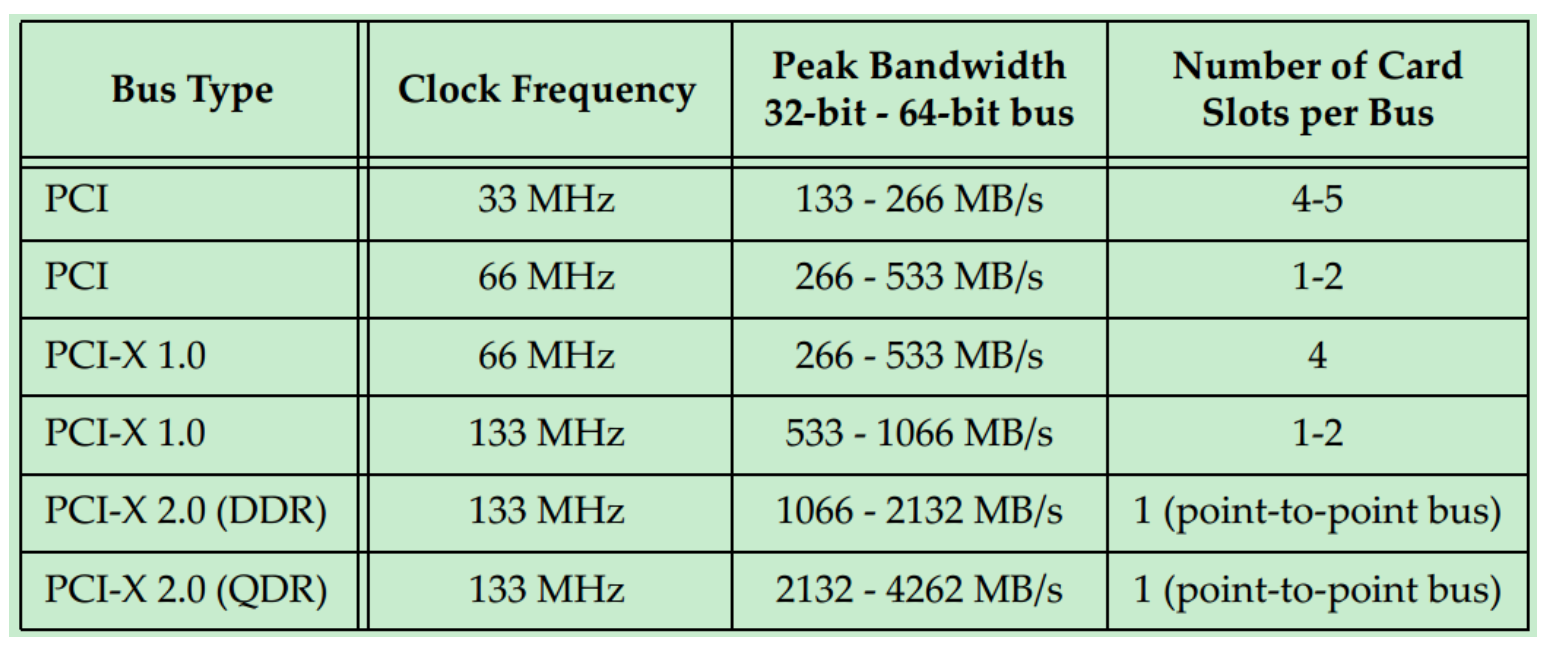 Bus Type Clock Frequency Peak Bandwidth 32-bit - 64-bit bus Number of Card Slots per Bus
PCI 33 MHz 133 - 266 MB/s 4-5
PCI 66 MHz 266 - 533 MB/s 1-2
PCI-X 1.0 66 MHz 266 - 533 MB/s 4
PCI-X 1.0 133 MHz 533 - 1066 MB/s 1-2
PCI-X 2.0 (DDR) 133 MHz 1066 - 2132 MB/s 1 (point-to-point bus)
PCI-X 2.0 (QDR) 133 MHz 2132 - 4262 MB/s 1 (point-to-point bus)